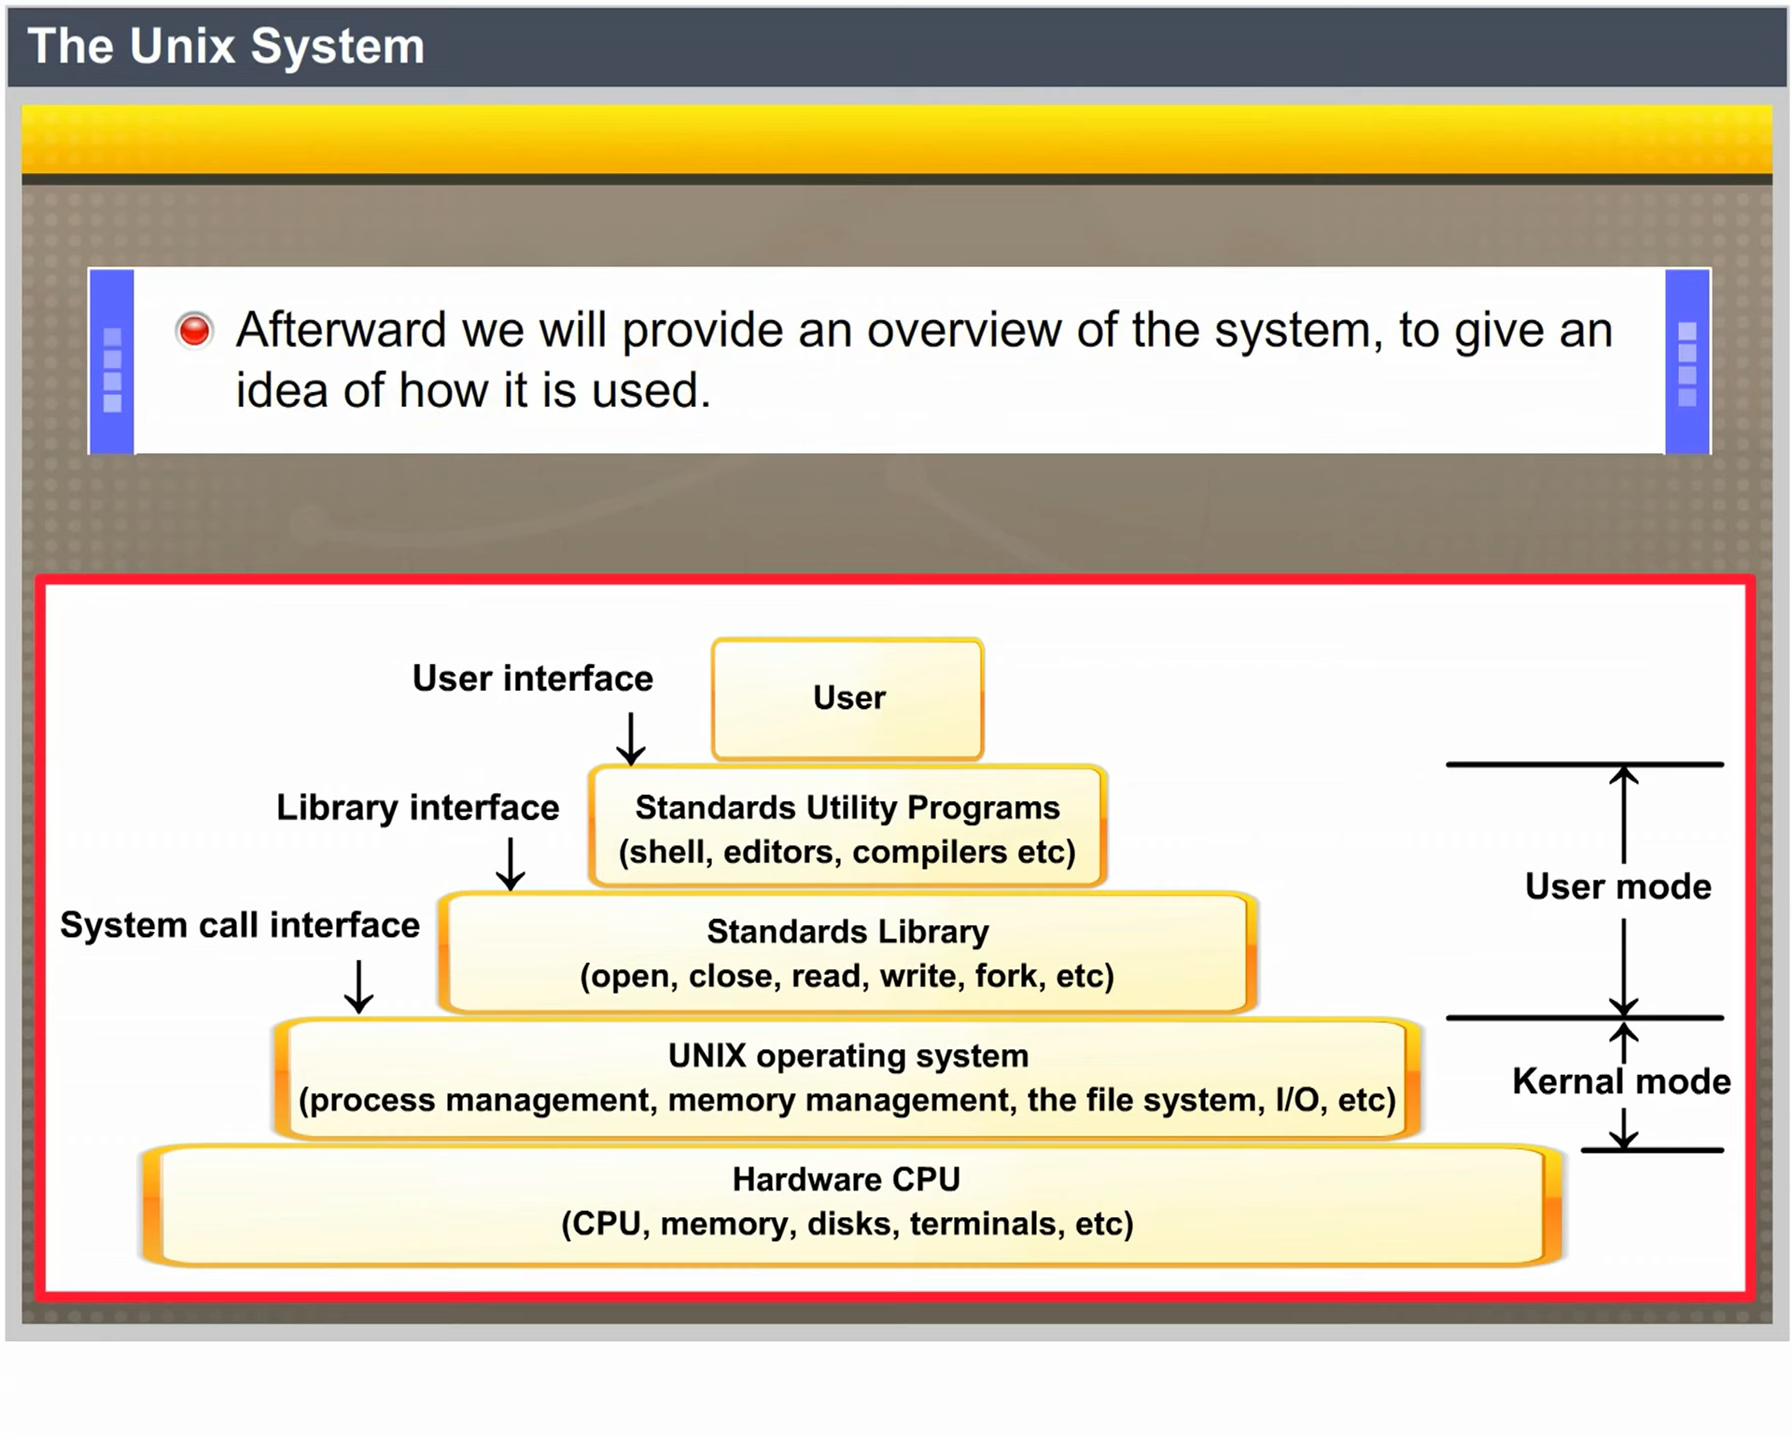 The Unix System
Afterward we will provide an overview of the system, to give an
idea of how it is used.
User interface
User
Library interface
Standards Utility Programs
(shell, editors, compilers etc)
User mode
System call interface
Standards Library
(open, close, read, write, fork, etc)
UNIX operating system
(process management, memory management, the file system, I/O, etc)
Kernal mode
Hardware CPU
(CPU, memory, disks, terminals, etc)